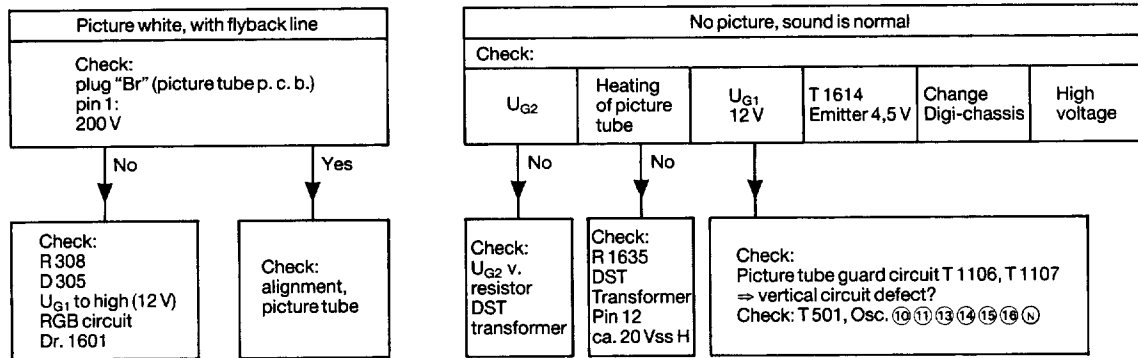 Picture white, with flyback line
Check:
plug "Br" (picture tube p. c. b.)
pin 1:
200 V
No
Yes
Check:
R 308
D 305
UG1 to high (12 V)
RGB circuit
Dr. 1601
Check:
alignment,
picture tube
No picture, sound is normal
Check:
UG2
Heating
of picture
tube
UG1
12 V
T 1614
Emitter 4,5 V
Change
Digi-chassis
High
voltage
No
No
Check:
UG2 v.
resistor
DST
transformer
Check:
R 1635
DST
Transformer
Pin 12
ca. 20 Vss H
Check:
Picture tube guard circuit T 1106, T 1107
⇒ vertical circuit defect?
Check: T 501, Osc. ⑩ ⑪ ⑬ ⑭ ⑮ ⑯ Ⓝ